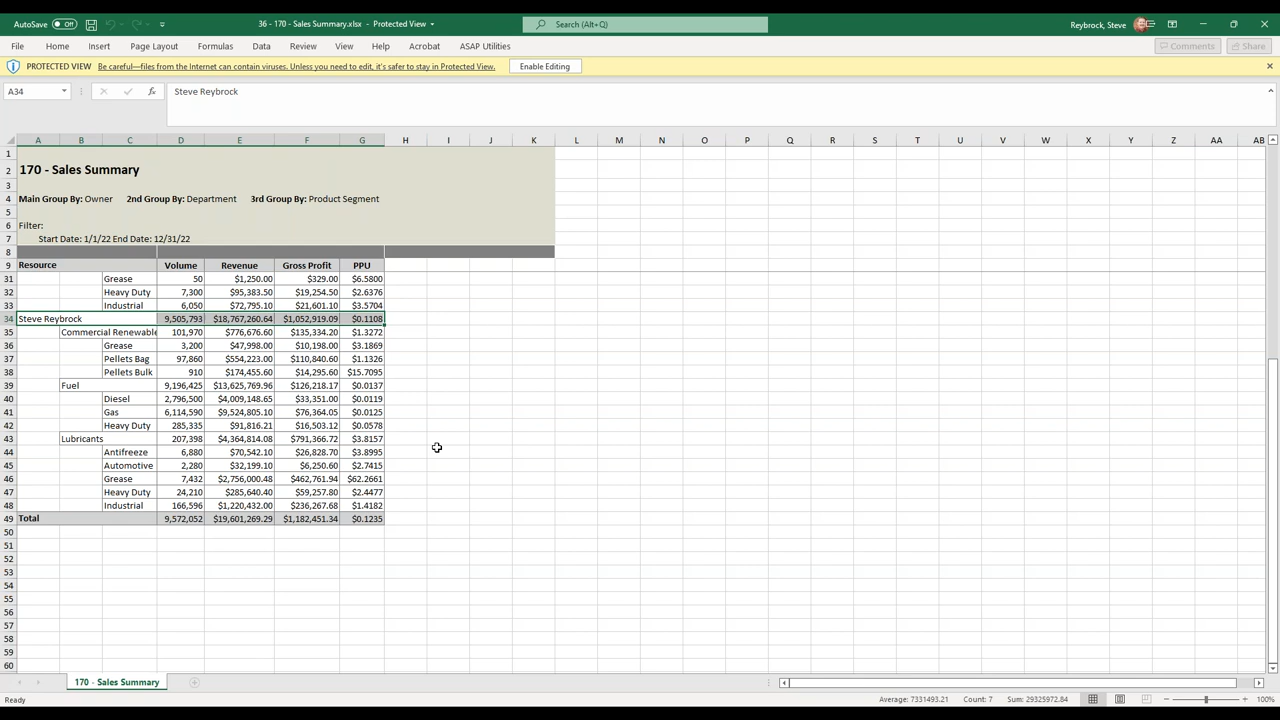 AutoSave Off 36 - 170 - Sales Summary.xlsx - Protected View Search (Alt+Q) Reybrock, Steve
File Home Insert Page Layout Formulas Data Review View Help Acrobat ASAP Utilities Comments Share
PROTECTED VIEW Be careful—files from the Internet can contain viruses. Unless you need to edit, it's safer to stay in Protected View. Enable Editing
A34 fx Steve Reybrock
A B C D E F G H I J K L M N O P Q R S T U V W X Y Z AA AB
1
2 170 - Sales Summary
3
4 Main Group By: Owner 2nd Group By: Department 3rd Group By: Product Segment
5
6 Filter:
7 Start Date: 1/1/22 End Date: 12/31/22
8
9 Resource Volume Revenue Gross Profit PPU
31 Grease 50 $1,250.00 $329.00 $6.5800
32 Heavy Duty 7,300 $95,383.50 $19,254.50 $2.6376
33 Industrial 6,050 $72,795.10 $21,601.10 $3.5704
34 Steve Reybrock 9,505,793 $18,767,260.64 $1,052,919.09 $0.1108
35 Commercial Renewable 101,970 $776,676.60 $135,334.20 $1.3272
36 Grease 3,200 $47,998.00 $10,198.00 $3.1869
37 Pellets Bag 97,860 $554,223.00 $110,840.60 $1.1326
38 Pellets Bulk 910 $174,455.60 $14,295.60 $15.7095
39 Fuel 9,196,425 $13,625,769.96 $126,218.17 $0.0137
40 Diesel 2,796,500 $4,009,148.65 $33,351.00 $0.0119
41 Gas 6,114,590 $9,524,805.10 $76,364.05 $0.0125
42 Heavy Duty 285,335 $91,816.21 $16,503.12 $0.0578
43 Lubricants 207,398 $4,364,814.08 $791,366.72 $3.8157
44 Antifreeze 6,880 $70,542.10 $26,828.70 $3.8995
45 Automotive 2,280 $32,199.10 $6,250.60 $2.7415
46 Grease 7,432 $2,756,000.48 $462,761.94 $62.2661
47 Heavy Duty 24,210 $285,640.40 $59,257.80 $2.4477
48 Industrial 166,596 $1,220,432.00 $236,267.68 $1.4182
49 Total 9,572,052 $19,601,269.29 $1,182,451.34 $0.1235
50
51
52
53
54
55
56
57
58
59
60
170 - Sales Summary
Ready Average: 7331493.21 Count: 7 Sum: 29325972.84 100%